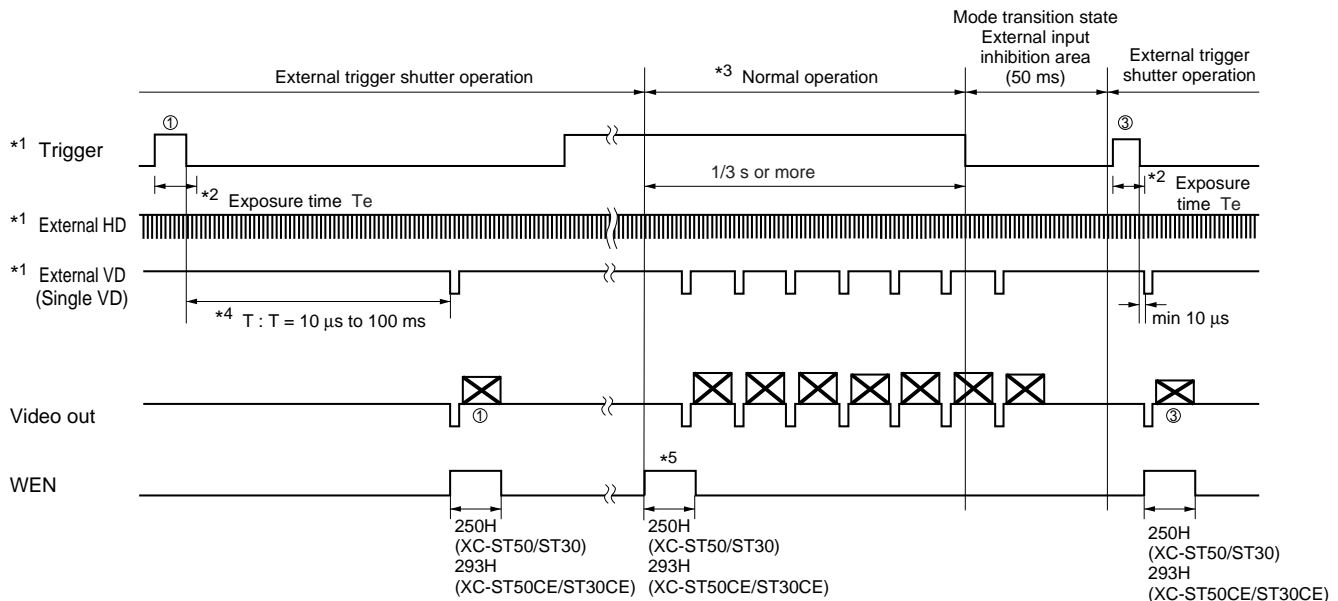 Mode transition state
External input
inhibition area
(50 ms)
External trigger
shutter operation
External trigger shutter operation
*3 Normal operation
①
③
*1 Trigger
1/3 s or more
*2 Exposure time Te
*2 Exposure
time Te
*1 External HD
*1 External VD
(Single VD)
*4 T : T = 10 μs to 100 ms
min 10 μs
Video out
①
③
*5
WEN
250H
(XC-ST50/ST30)
293H
(XC-ST50CE/ST30CE)
250H
(XC-ST50/ST30)
293H
(XC-ST50CE/ST30CE)
250H
(XC-ST50/ST30)
293H
(XC-ST50CE/ST30CE)